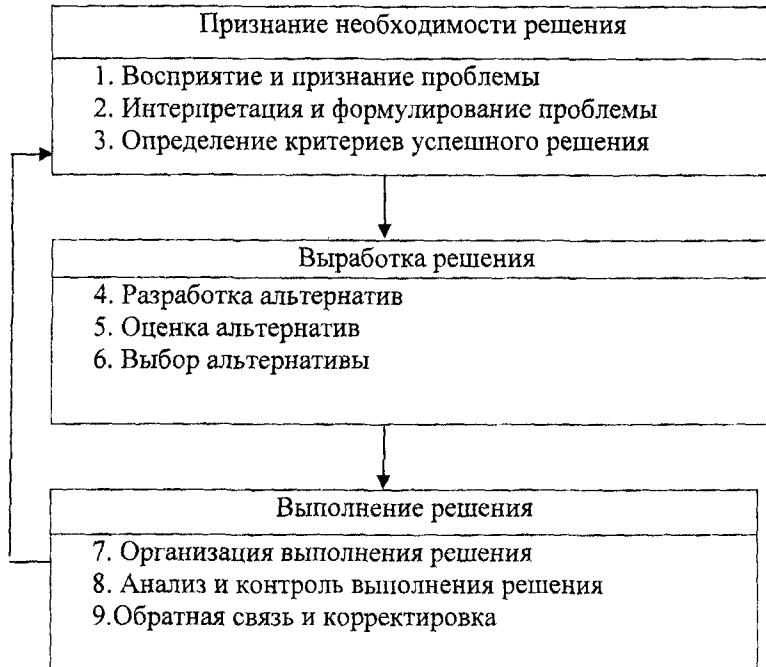 Признание необходимости решения
1. Восприятие и признание проблемы
2. Интерпретация и формулирование проблемы
3. Определение критериев успешного решения
Выработка решения
4. Разработка альтернатив
5. Оценка альтернатив
6. Выбор альтернативы
Выполнение решения
7. Организация выполнения решения
8. Анализ и контроль выполнения решения
9.Обратная связь и корректировка